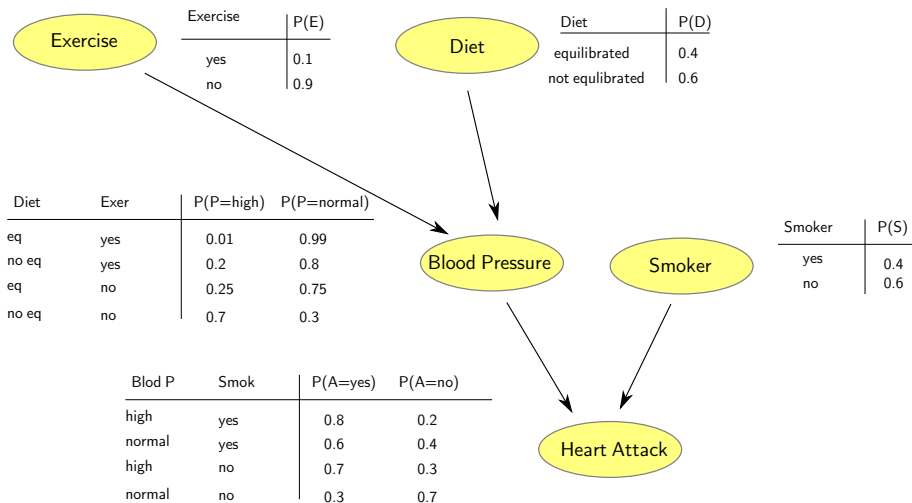 Exercise
Exercise P(E)
yes 0.1
no 0.9
Diet
Diet P(D)
equilibrated 0.4
not equlibrated 0.6
Diet Exer P(P=high) P(P=normal)
eq yes 0.01 0.99
no eq yes 0.2 0.8
eq no 0.25 0.75
no eq no 0.7 0.3
Blood Pressure
Smoker
Smoker P(S)
yes 0.4
no 0.6
Blod P Smok P(A=yes) P(A=no)
high yes 0.8 0.2
normal yes 0.6 0.4
high no 0.7 0.3
normal no 0.3 0.7
Heart Attack